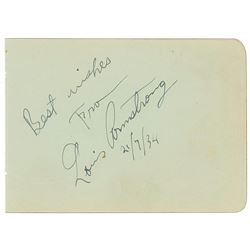 Best wishes
From
Louis Armstrong
21/7/34